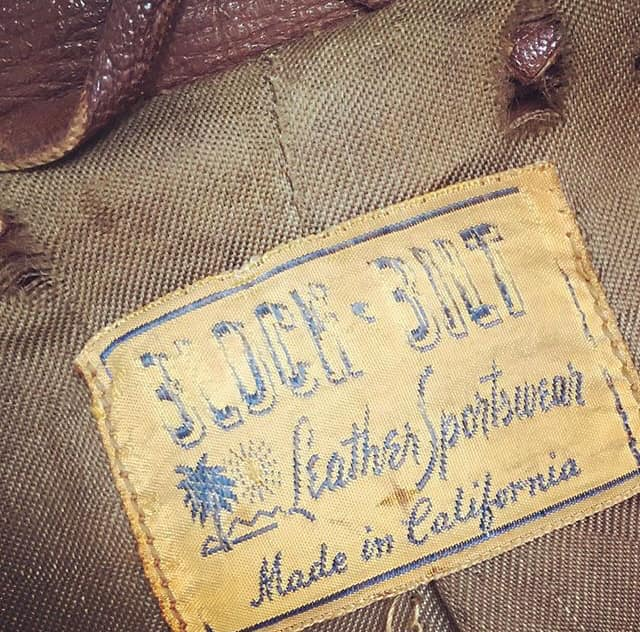 BLOCK·BILT
Leather Sportswear
Made in California